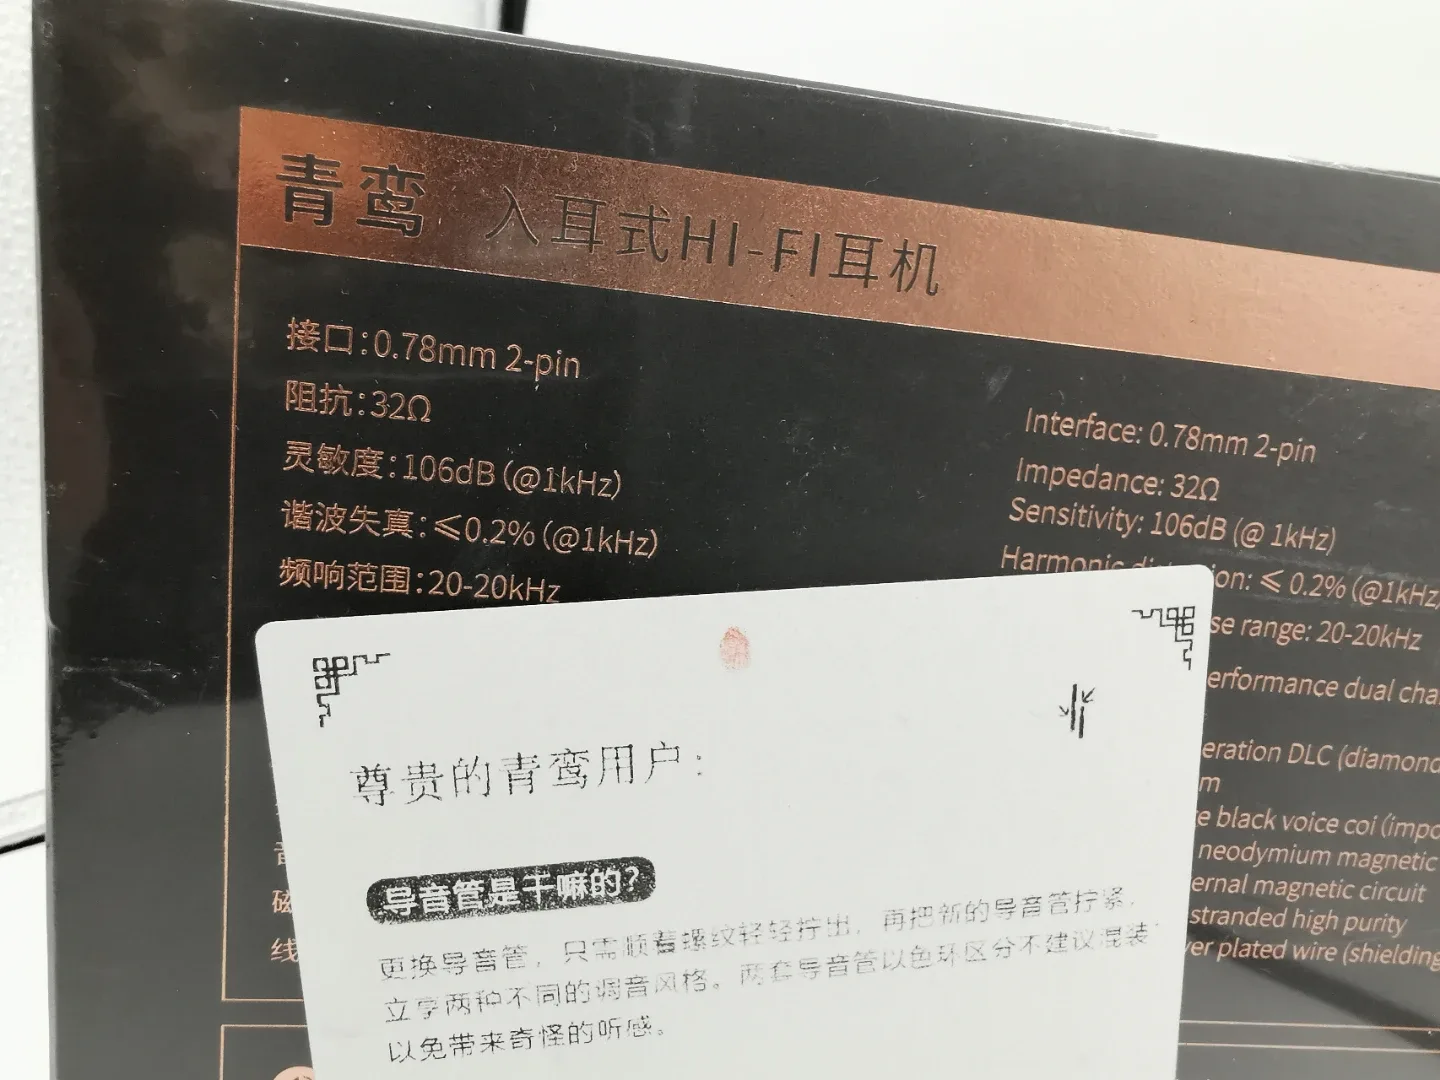 青鸾 入耳式HI-FI耳机
接口:0.78mm 2-pin
阻抗:32Ω
灵敏度:106dB (@1kHz)
谐波失真:≤0.2% (@1kHz)
频响范围:20-20kHz
磁
线
Interface: 0.78mm 2-pin
Impedance: 32Ω
Sensitivity: 106dB (@ 1kHz)
Harmonic on: ≤ 0.2% (@1kHz)
se range: 20-20kHz
erformance dual cha
eration DLC (diamond
m
black voice coi (impo
neodymium magnetic
ernal magnetic circuit
stranded high purity
er plated wire (shielding
尊贵的青鸾用户:
导音管是干嘛的?
更换导音管,只需顺着螺纹轻轻拧出,再把新的导音管拧紧,
立享两种不同的调音风格。两套导音管以色环区分不建议混装
以免带来奇怪的听感。